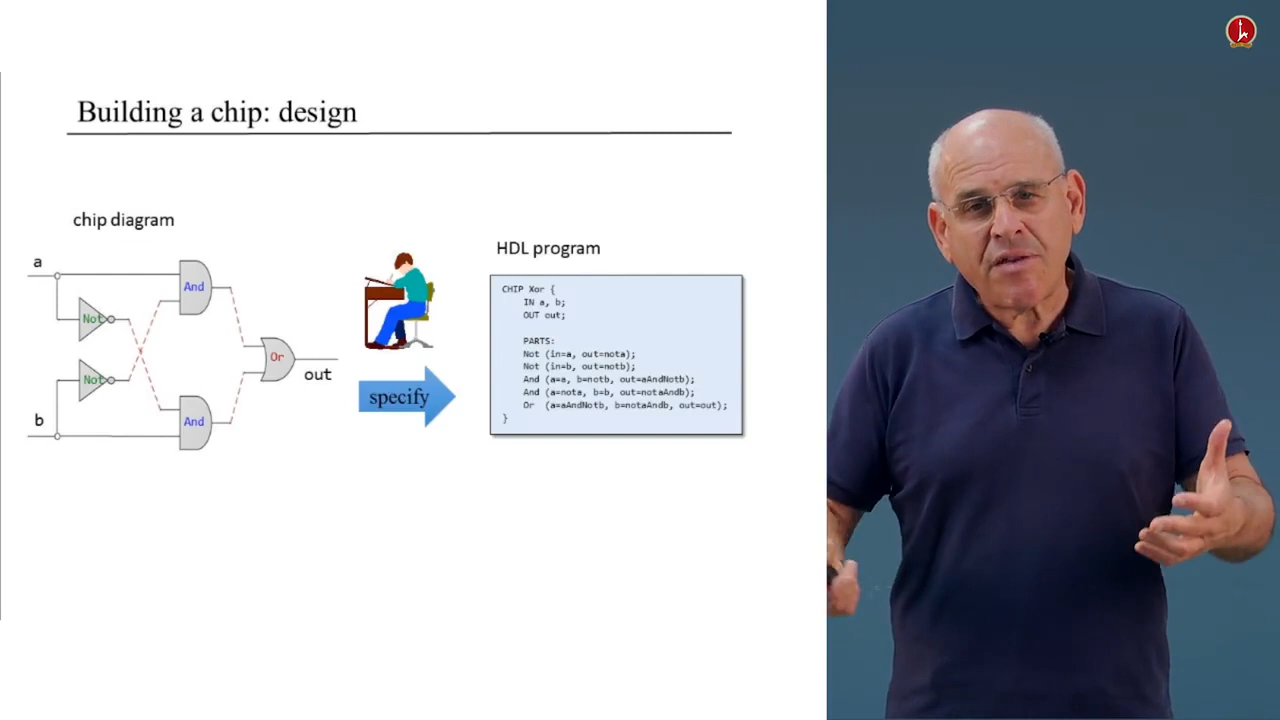 Building a chip: design
chip diagram
a
And
Not
Or
out
Not
b
And
specify
HDL program
CHIP Xor {
IN a, b;
OUT out;
PARTS:
Not (in=a, out=nota);
Not (in=b, out=notb);
And (a=a, b=notb, out=aAndNotb);
And (a=nota, b=b, out=notaAndb);
Or (a=aAndNotb, b=notaAndb, out=out);
}